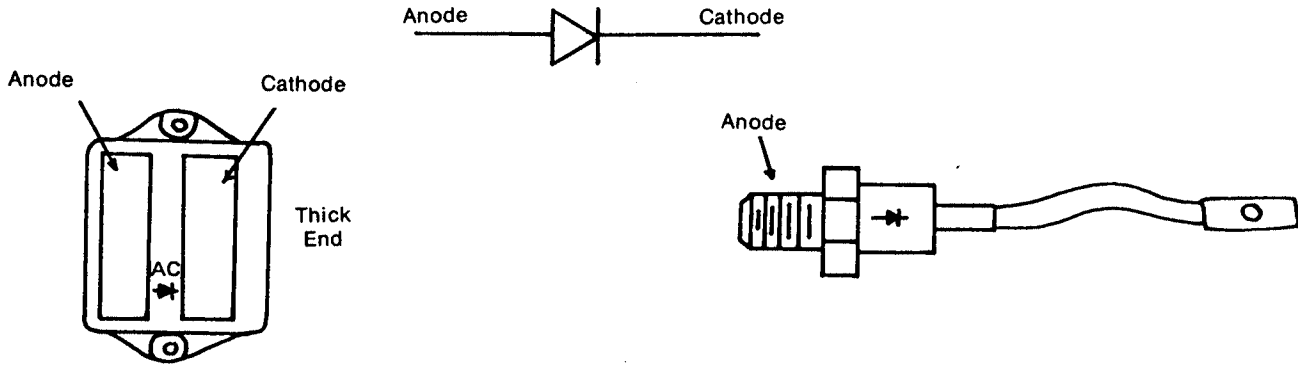 Anode
Cathode
Anode
Cathode
Anode
Thick
End
AC